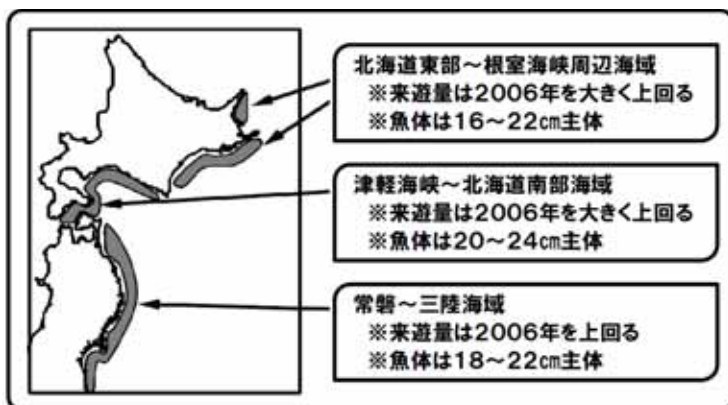 北海道東部～根室海峡周辺海域
※来遊量は2006年を大きく上回る
※魚体は16～22cm主体
津軽海峡～北海道南部海域
※来遊量は2006年を大きく上回る
※魚体は20～24cm主体
常磐～三陸海域
※来遊量は2006年を上回る
※魚体は18～22cm主体